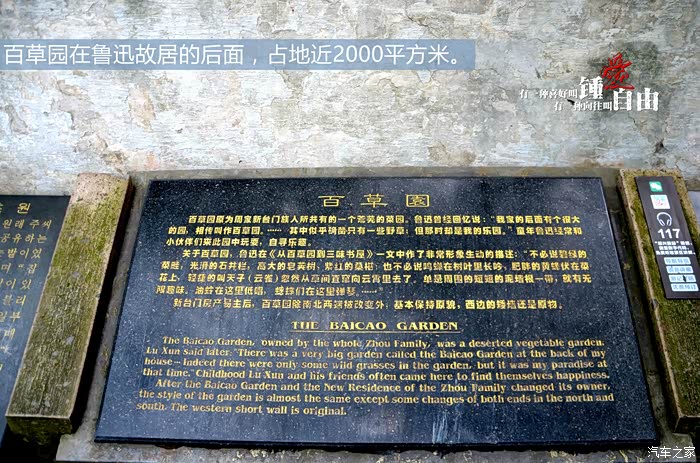 百草园在鲁迅故居的后面，占地近2000平方米。
有一种喜好叫 鍾愛
有一种向往叫 自由
百草園
百草园原为周家新台门族人所共有的一个荒芜的菜园。鲁迅曾经回忆说：“我家的后面有个很大
的园，相传叫作百草园。……其中似乎确凿只有一些野草；但那时却是我的乐园。”童年鲁迅经常和
小伙伴们来此园中玩耍，自寻乐趣。
关于百草园，鲁迅在《从百草园到三味书屋》一文中作了非常形象生动的描述：“不必说碧绿的
菜畦，光滑的石井栏，高大的皂荚树，紫红的桑椹；也不必说鸣蝉在树叶里长吟，肥胖的黄蜂伏在菜
花上，轻捷的叫天子（云雀）忽然从草间直窜向云霄里去了。单是周围的短短的泥墙根一带，就有无
限趣味。油蛉在这里低唱，蟋蟀们在这里弹琴。……”
新台门房产易主后，百草园除南北两端被改变外，基本保持原貌，西边的矮墙还是原物。
THE BAICAO GARDEN
The Baicao Garden, owned by the whole Zhou Family, was a deserted vegetable garden.
Lu Xun said later: "There was a very big garden called the Baicao Garden at the back of my
house…Indeed there were only some wild grasses in the garden, but it was my paradise at
that time." Childhood Lu Xun and his friends often came here to find themselves happiness.
After the Baicao Garden and the New Residence of the Zhou Family changed its owner,
the style of the garden is almost the same except some changes of both ends in the north and
south. The western short wall is original.
117
汽车之家